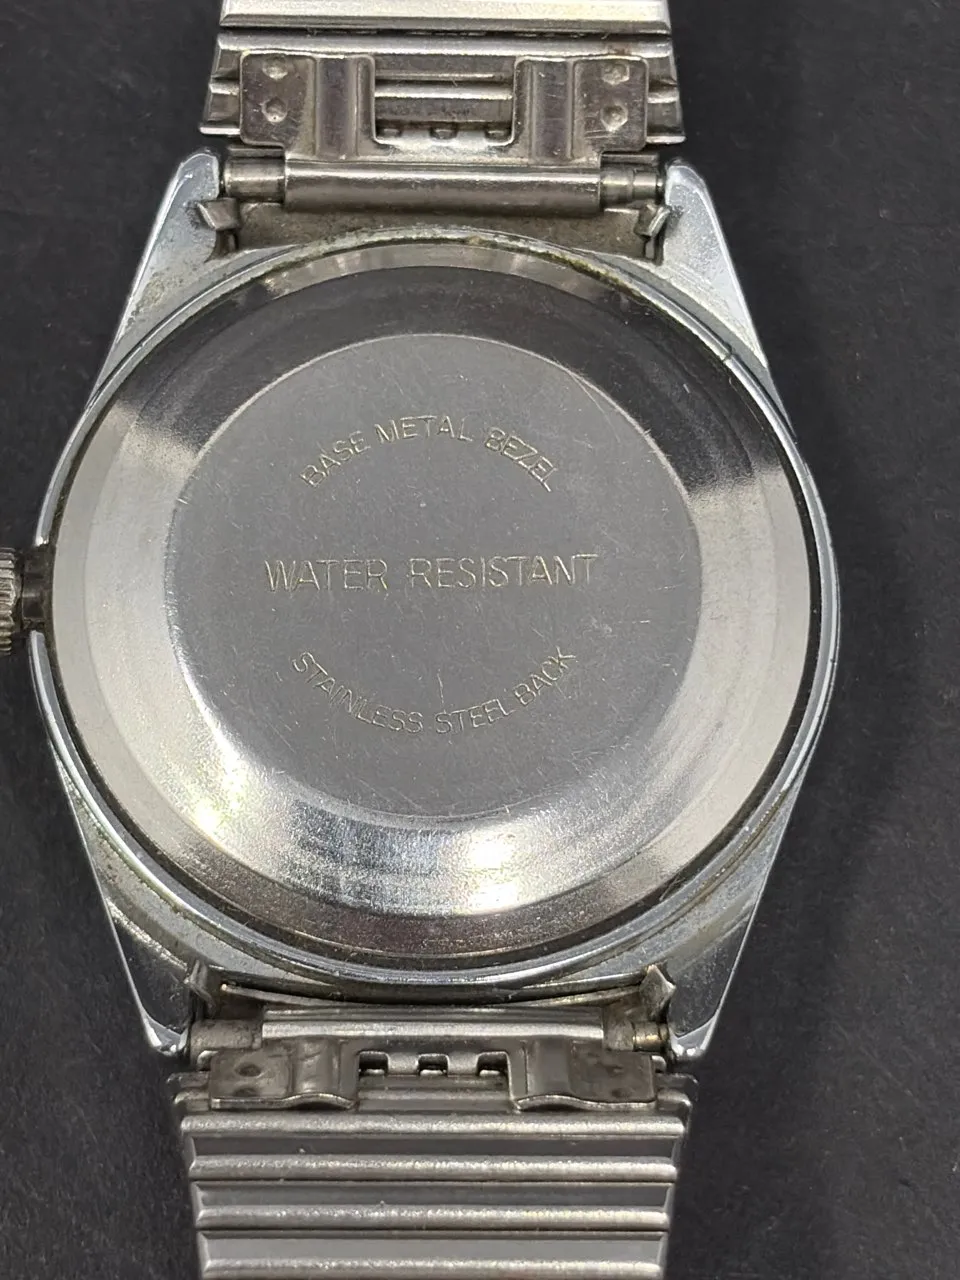 BASE METAL BEZEL
WATER RESISTANT
STAINLESS STEEL BACK